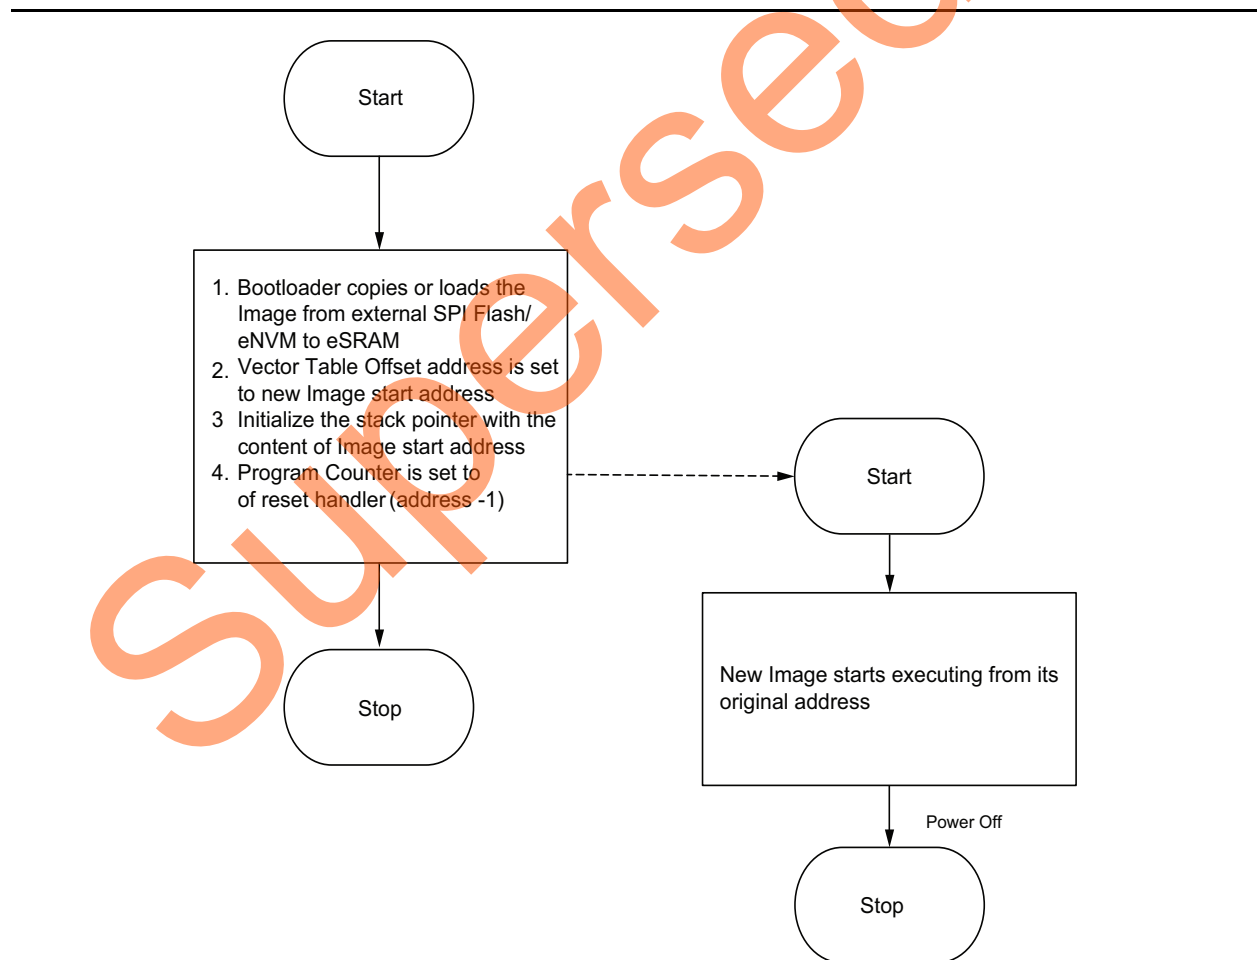 Start
1. Bootloader copies or loads the
Image from external SPI Flash/
eNVM to eSRAM
2. Vector Table Offset address is set
to new Image start address
3 Initialize the stack pointer with the
content of Image start address
4. Program Counter is set to
of reset handler (address -1)
Stop
Start
New Image starts executing from its
original address
Power Off
Stop